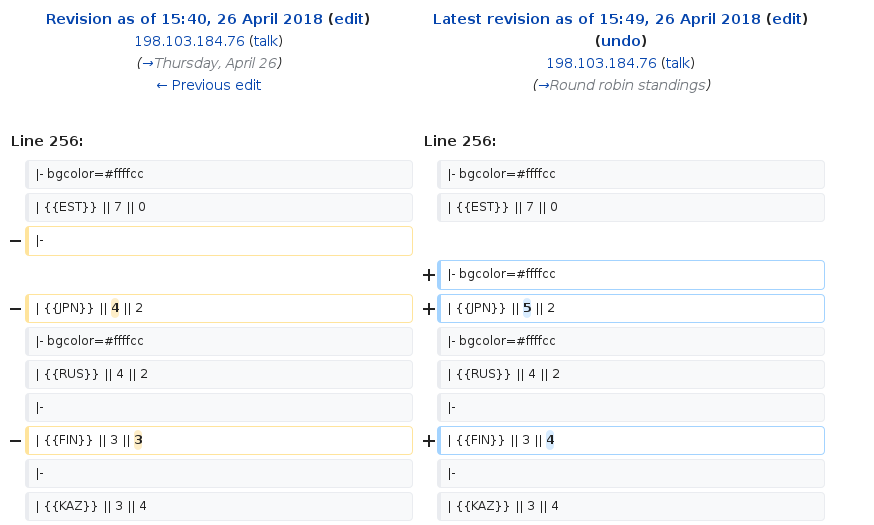 Revision as of 15:40, 26 April 2018 (edit)
198.103.184.76 (talk)
(→Thursday, April 26)
← Previous edit
Latest revision as of 15:49, 26 April 2018 (edit)
(undo)
198.103.184.76 (talk)
(→Round robin standings)
Line 256:
Line 256:
|- bgcolor=#ffffcc
|- bgcolor=#ffffcc
| {{EST}} || 7 || 0
| {{EST}} || 7 || 0
− |-
+ |- bgcolor=#ffffcc
− | {{JPN}} || 4 || 2
+ | {{JPN}} || 5 || 2
|- bgcolor=#ffffcc
|- bgcolor=#ffffcc
| {{RUS}} || 4 || 2
| {{RUS}} || 4 || 2
|-
|-
− | {{FIN}} || 3 || 3
+ | {{FIN}} || 3 || 4
|-
|-
| {{KAZ}} || 3 || 4
| {{KAZ}} || 3 || 4